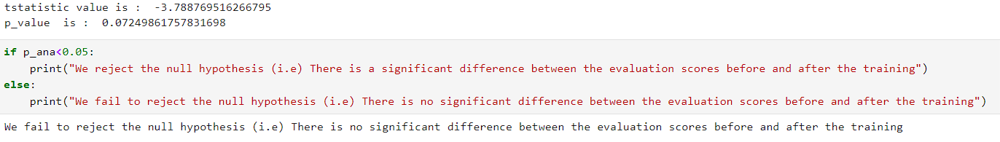 tstatistic value is :  -3.788769516266795
p_value  is :  0.07249861757831698
if p_ana<0.05:
    print("We reject the null hypothesis (i.e) There is a significant difference between the evaluation scores before and after the training")
else:
    print("We fail to reject the null hypothesis (i.e) There is no significant difference between the evaluation scores before and after the training")
We fail to reject the null hypothesis (i.e) There is no significant difference between the evaluation scores before and after the training